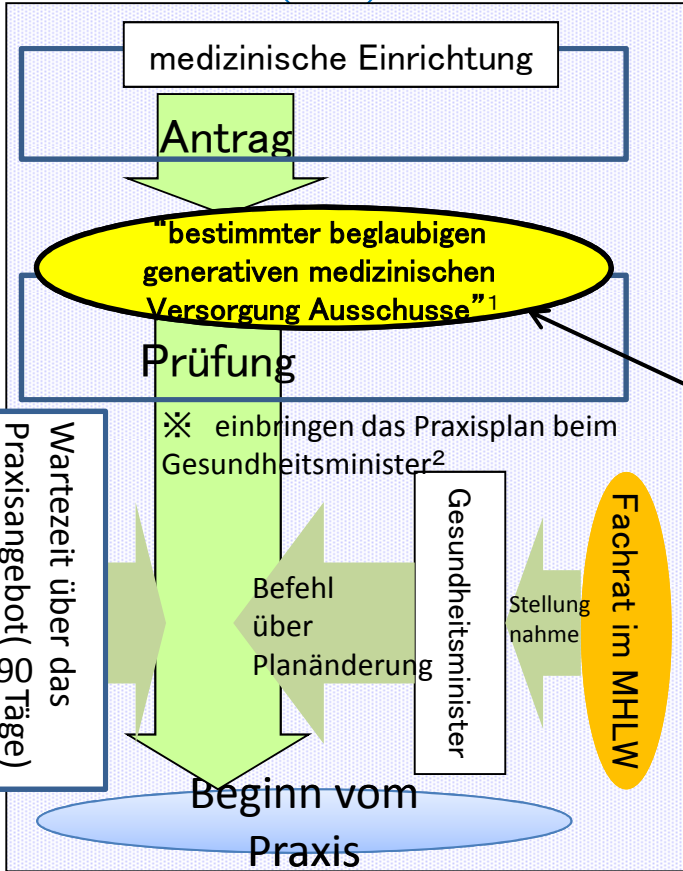 medizinische Einrichtung
Antrag
“bestimmter beglaubigen
generativen medizinischen
Versorgung Ausschusse”¹
Prüfung
※ einbringen das Praxisplan beim
Gesundheitsminister²
Wartezeit über das
Praxisangebot( 90 Täge)
Befehl
über
Planänderung
Gesundheitsminister
Stellung
nahme
Fachrat im MHLW
Beginn vom
Praxis